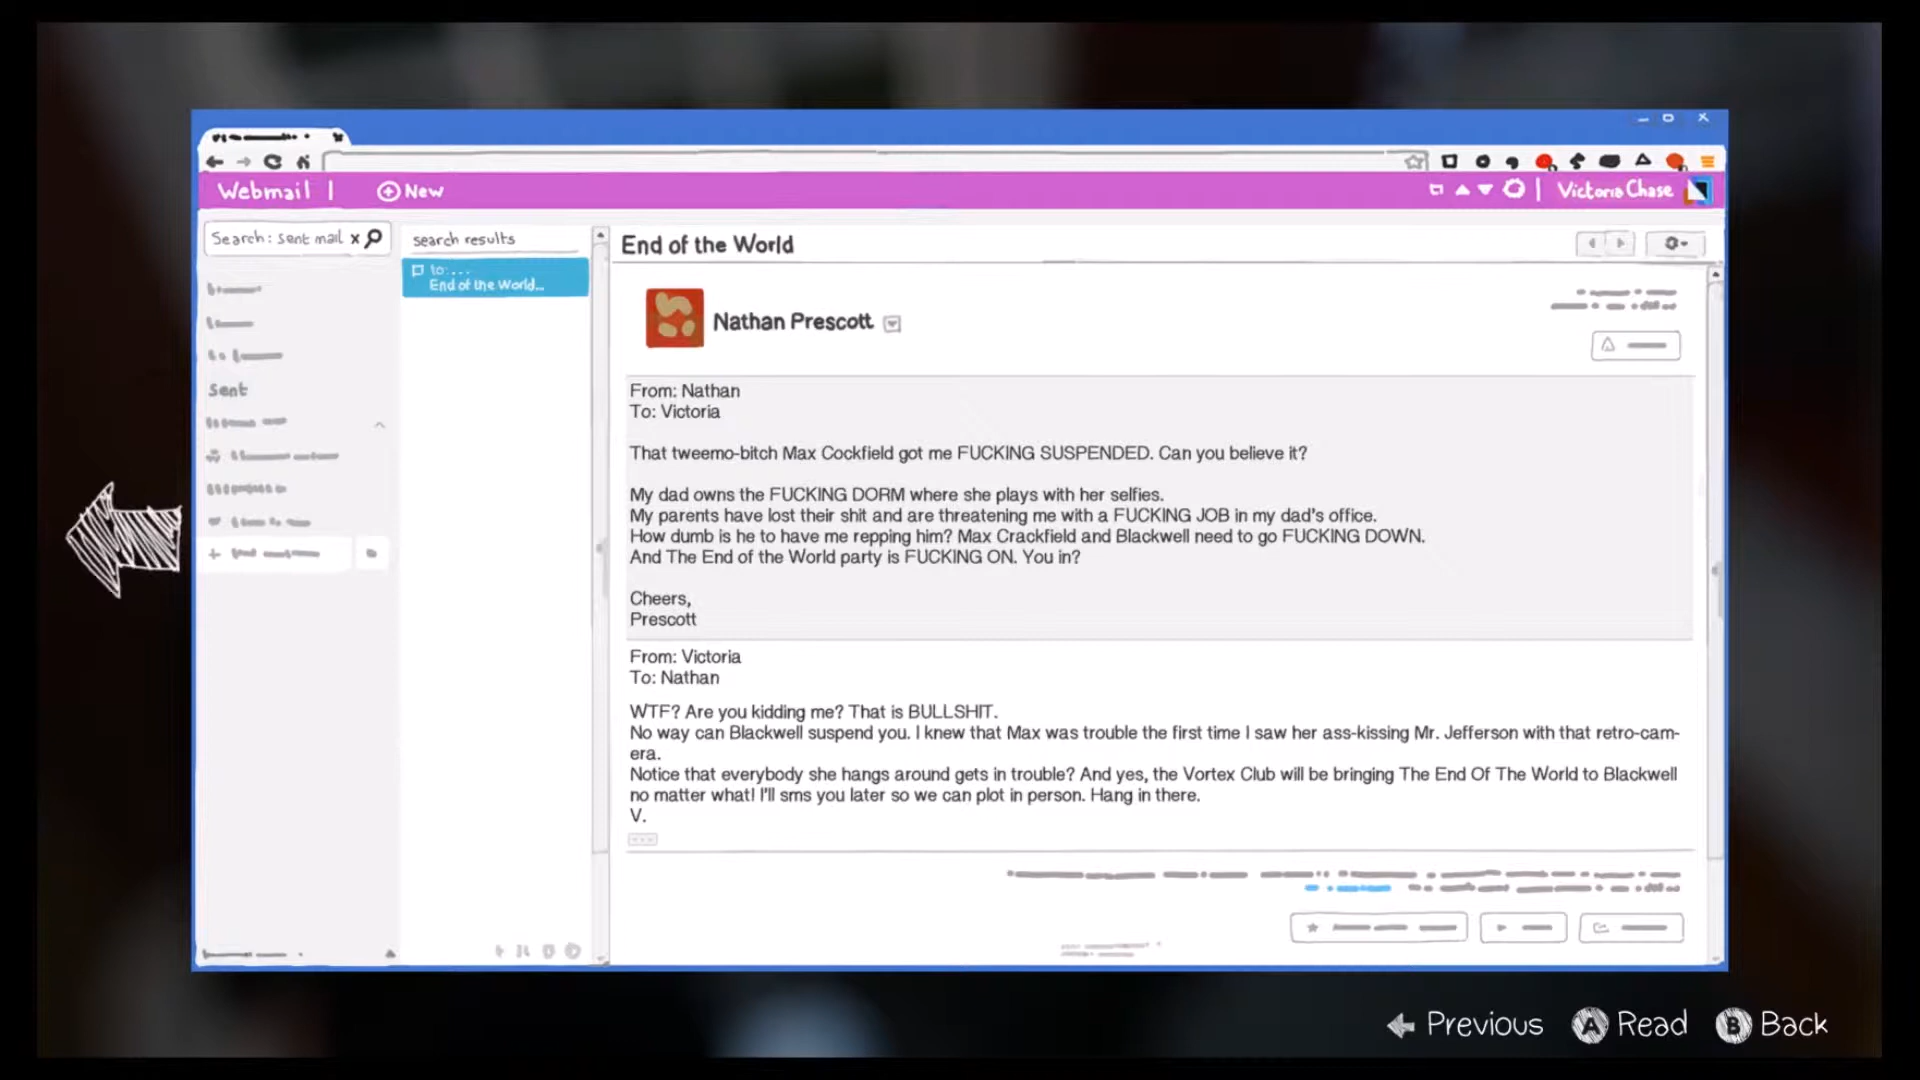 Webmail | New
Victoria Chase
Search: sent mail x
search results
to:...
End of the World...
Sent
End of the World
Nathan Prescott
From: Nathan
To: Victoria
That tweemo-bitch Max Cockfield got me FUCKING SUSPENDED. Can you believe it?
My dad owns the FUCKING DORM where she plays with her selfies.
My parents have lost their shit and are threatening me with a FUCKING JOB in my dad's office.
How dumb is he to have me repping him? Max Crackfield and Blackwell need to go FUCKING DOWN.
And The End of the World party is FUCKING ON. You in?
Cheers,
Prescott
From: Victoria
To: Nathan
WTF? Are you kidding me? That is BULLSHIT.
No way can Blackwell suspend you. I knew that Max was trouble the first time I saw her ass-kissing Mr. Jefferson with that retro-cam-
era.
Notice that everybody she hangs around gets in trouble? And yes, the Vortex Club will be bringing The End Of The World to Blackwell
no matter what! I'll sms you later so we can plot in person. Hang in there.
V.
Previous A Read B Back